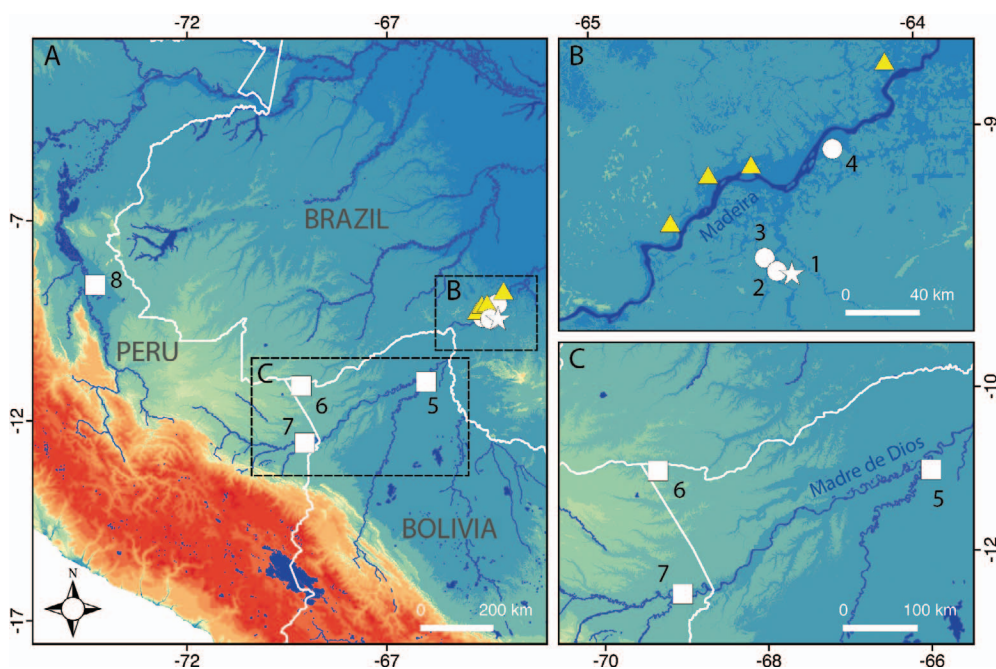 -72 -67
A
BRAZIL
-7
8
B
PERU
C
6
5
-12
7
BOLIVIA
N
200 km
-17
-72 -67
-65 -64
B
-9
4
Madeira
3
1
2
0 40 km
C
-10
Madre de Dios
6
5
7
-12
0 100 km
-70 -68 -66